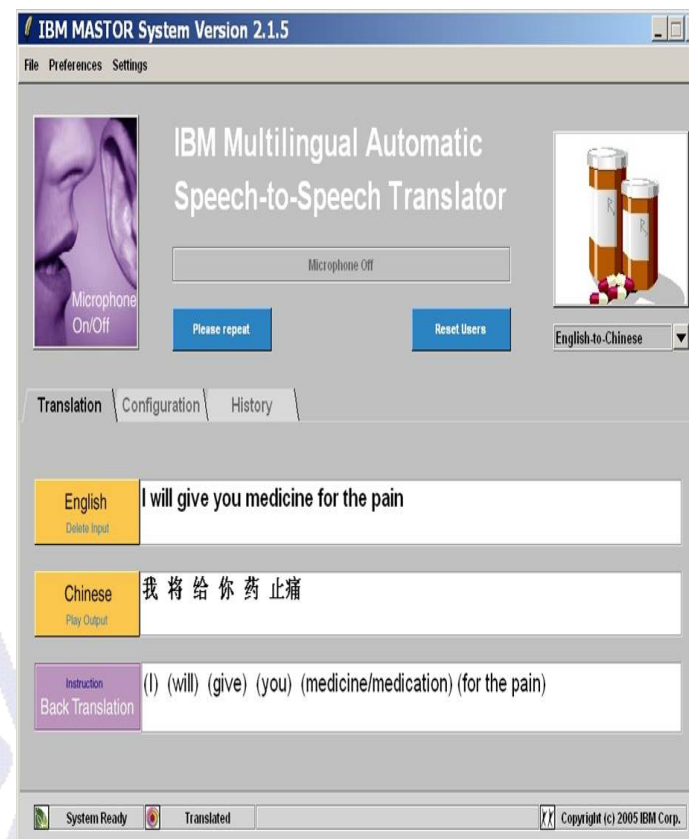 IBM MASTOR System Version 2.1.5
File Preferences Settings
IBM Multilingual Automatic
Speech-to-Speech Translator
Microphone
On/Off
Microphone Off
Please repeat
Reset Users
English-to-Chinese
Translation Configuration History
English
Delete Input
I will give you medicine for the pain
Chinese
Play Output
我 将 给 你 药 止痛
Instruction
Back Translation
(I) (will) (give) (you) (medicine/medication) (for the pain)
System Ready Translated Copyright (c) 2005 IBM Corp.